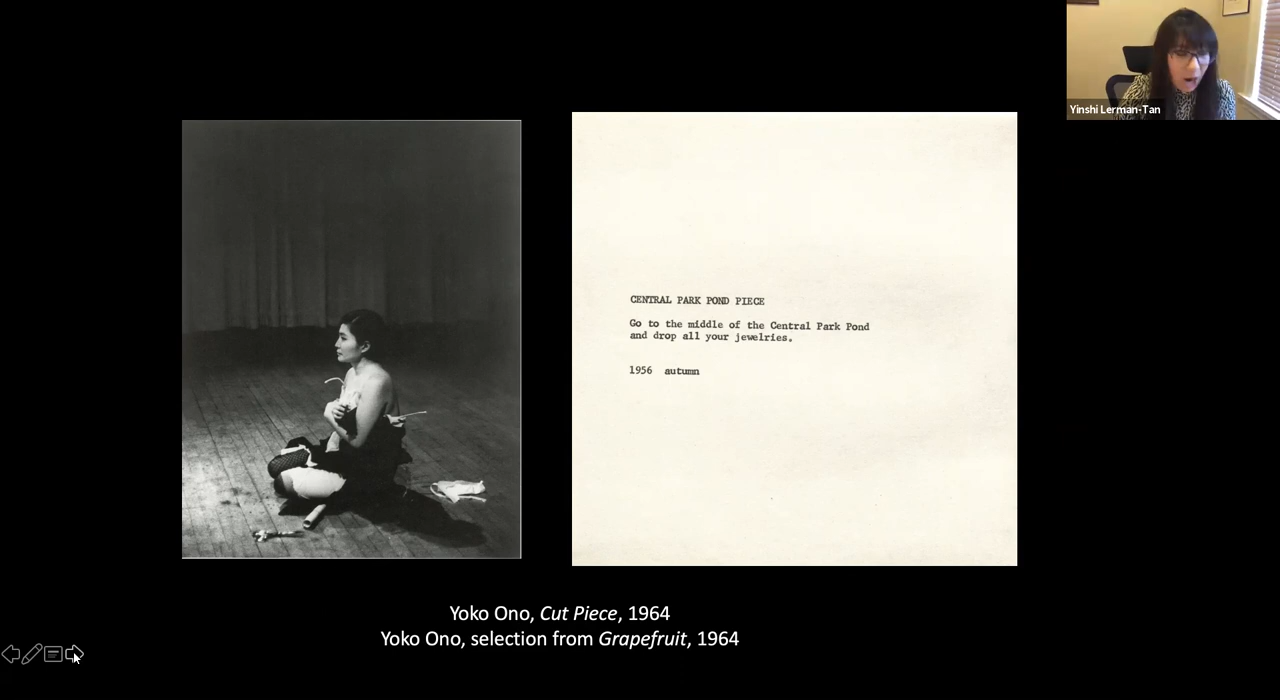 Yinshi Lerman-Tan
CENTRAL PARK POND PIECE
Go to the middle of the Central Park Pond
and drop all your jewelries.
1956 autumn
Yoko Ono, Cut Piece, 1964
Yoko Ono, selection from Grapefruit, 1964